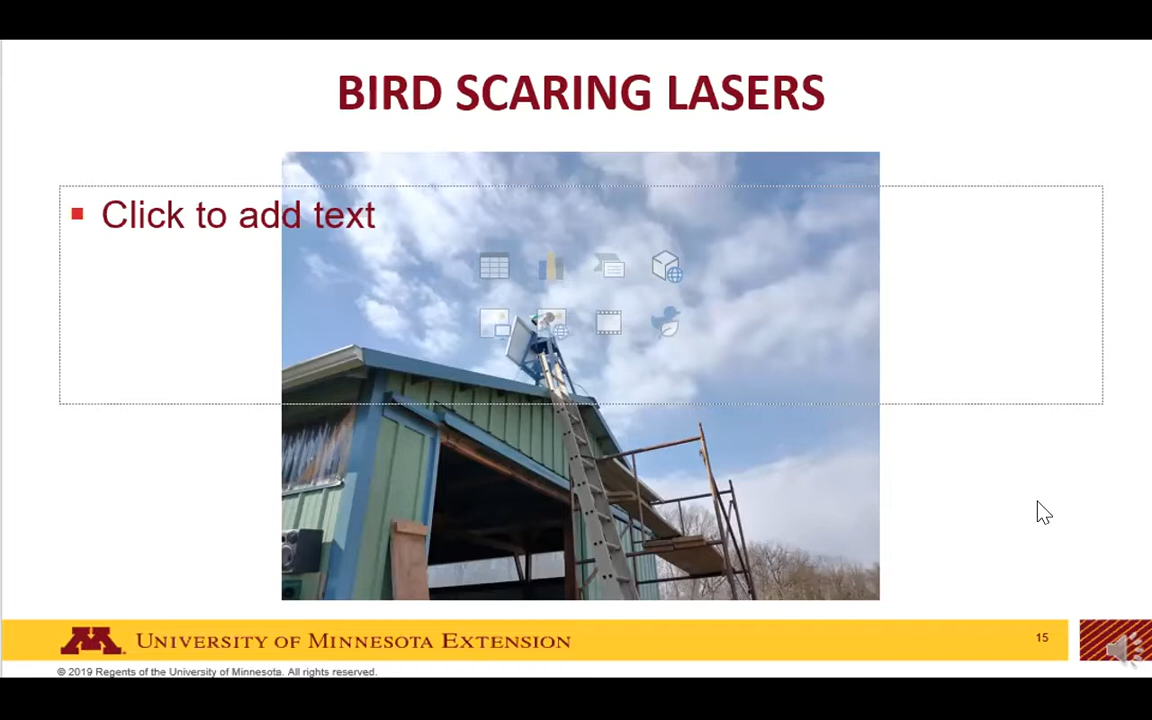 BIRD SCARING LASERS
Click to add text
UNIVERSITY OF MINNESOTA EXTENSION
15
© 2019 Regents of the University of Minnesota. All rights reserved.